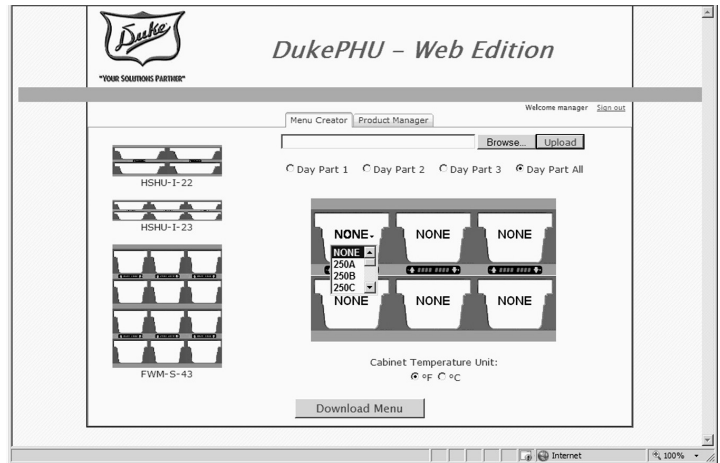 Duke
"YOUR SOLUTIONS PARTNER"
DukePHU – Web Edition
Welcome manager Sign out
Menu Creator Product Manager
Browse... Upload
Day Part 1 Day Part 2 Day Part 3 Day Part All
HSHU-I-22
HSHU-I-23
FWM-S-43
NONE NONE NONE
NONE
250A
250B
250C
#### #### #### ####
NONE NONE NONE
Cabinet Temperature Unit:
°F °C
Download Menu
Internet 100%